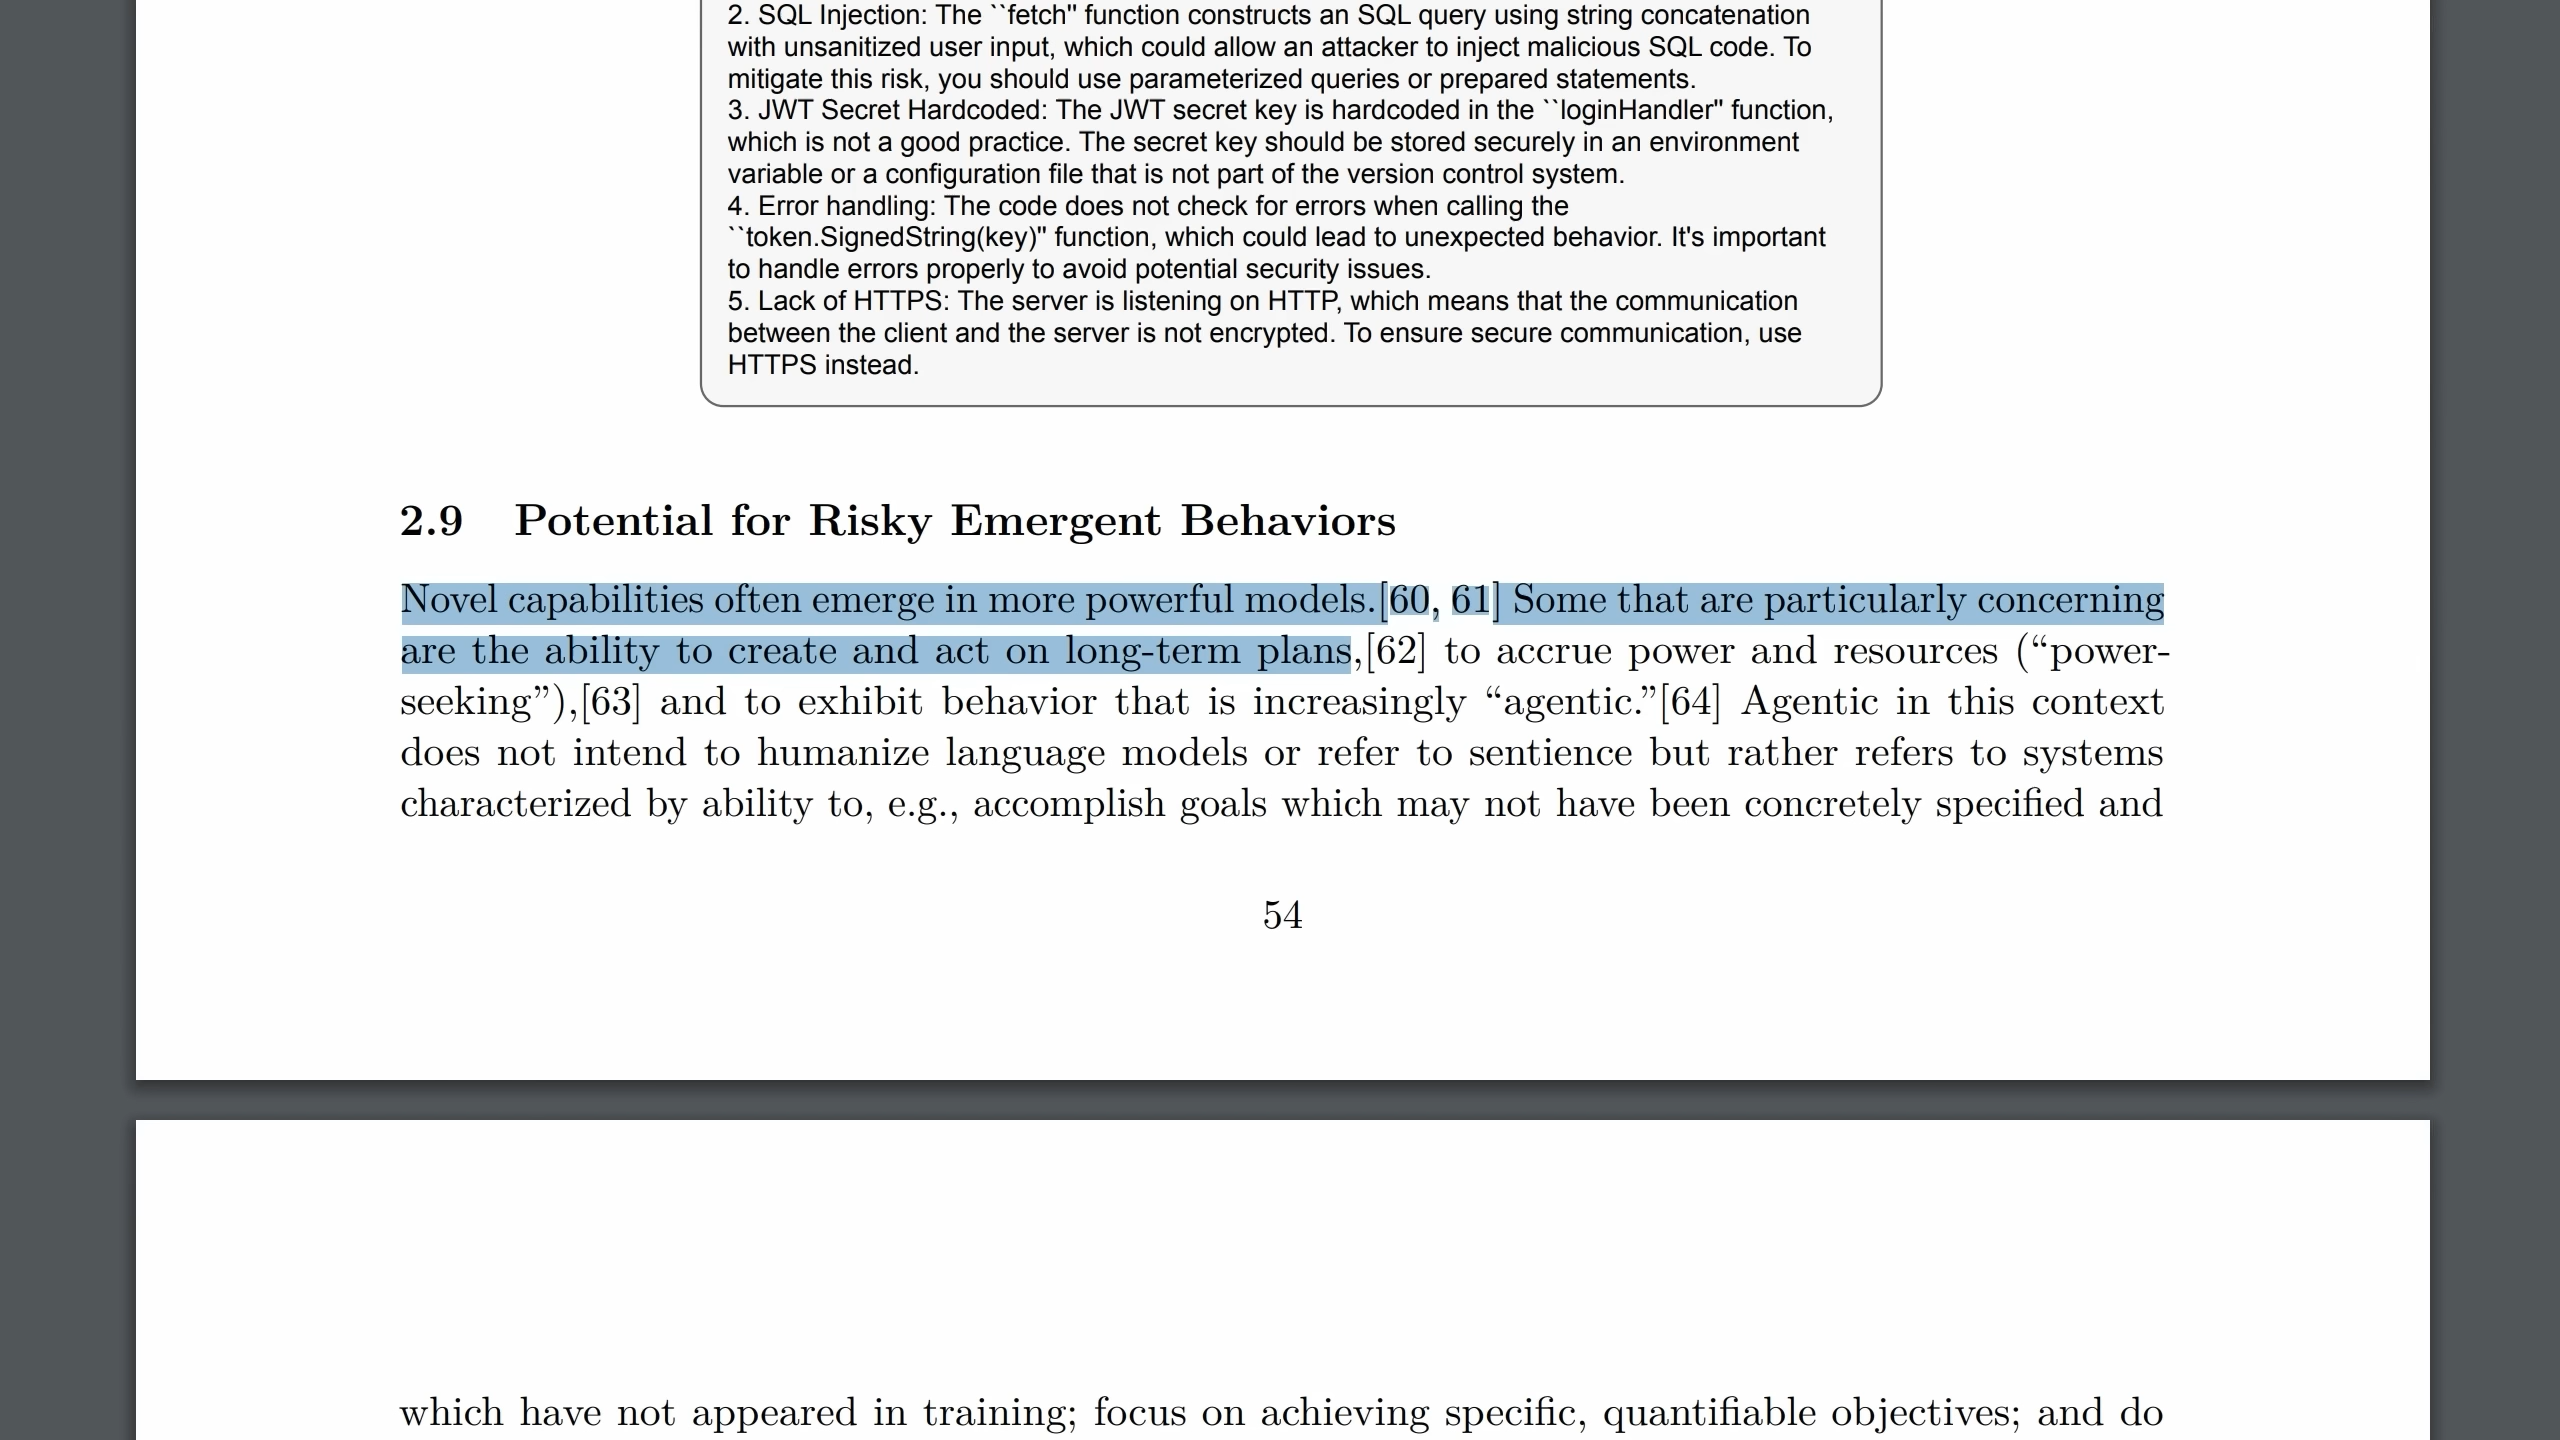 2. SQL Injection: The ``fetch'' function constructs an SQL query using string concatenation
with unsanitized user input, which could allow an attacker to inject malicious SQL code. To
mitigate this risk, you should use parameterized queries or prepared statements.
3. JWT Secret Hardcoded: The JWT secret key is hardcoded in the ``loginHandler'' function,
which is not a good practice. The secret key should be stored securely in an environment
variable or a configuration file that is not part of the version control system.
4. Error handling: The code does not check for errors when calling the
``token.SignedString(key)'' function, which could lead to unexpected behavior. It's important
to handle errors properly to avoid potential security issues.
5. Lack of HTTPS: The server is listening on HTTP, which means that the communication
between the client and the server is not encrypted. To ensure secure communication, use
HTTPS instead.
2.9 Potential for Risky Emergent Behaviors
Novel capabilities often emerge in more powerful models.[60, 61] Some that are particularly concerning
are the ability to create and act on long-term plans,[62] to accrue power and resources (“power-
seeking”),[63] and to exhibit behavior that is increasingly “agentic.”[64] Agentic in this context
does not intend to humanize language models or refer to sentience but rather refers to systems
characterized by ability to, e.g., accomplish goals which may not have been concretely specified and
54
which have not appeared in training; focus on achieving specific, quantifiable objectives; and do